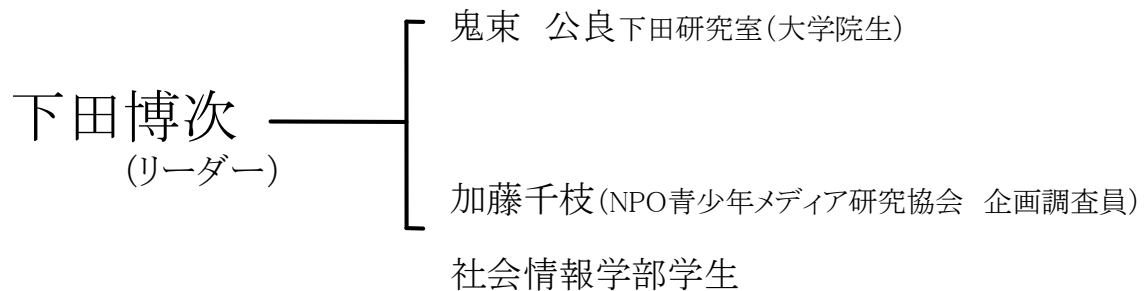 鬼束　公良下田研究室(大学院生)
下田博次
(リーダー)
加藤千枝(NPO青少年メディア研究協会　企画調査員)
社会情報学部学生